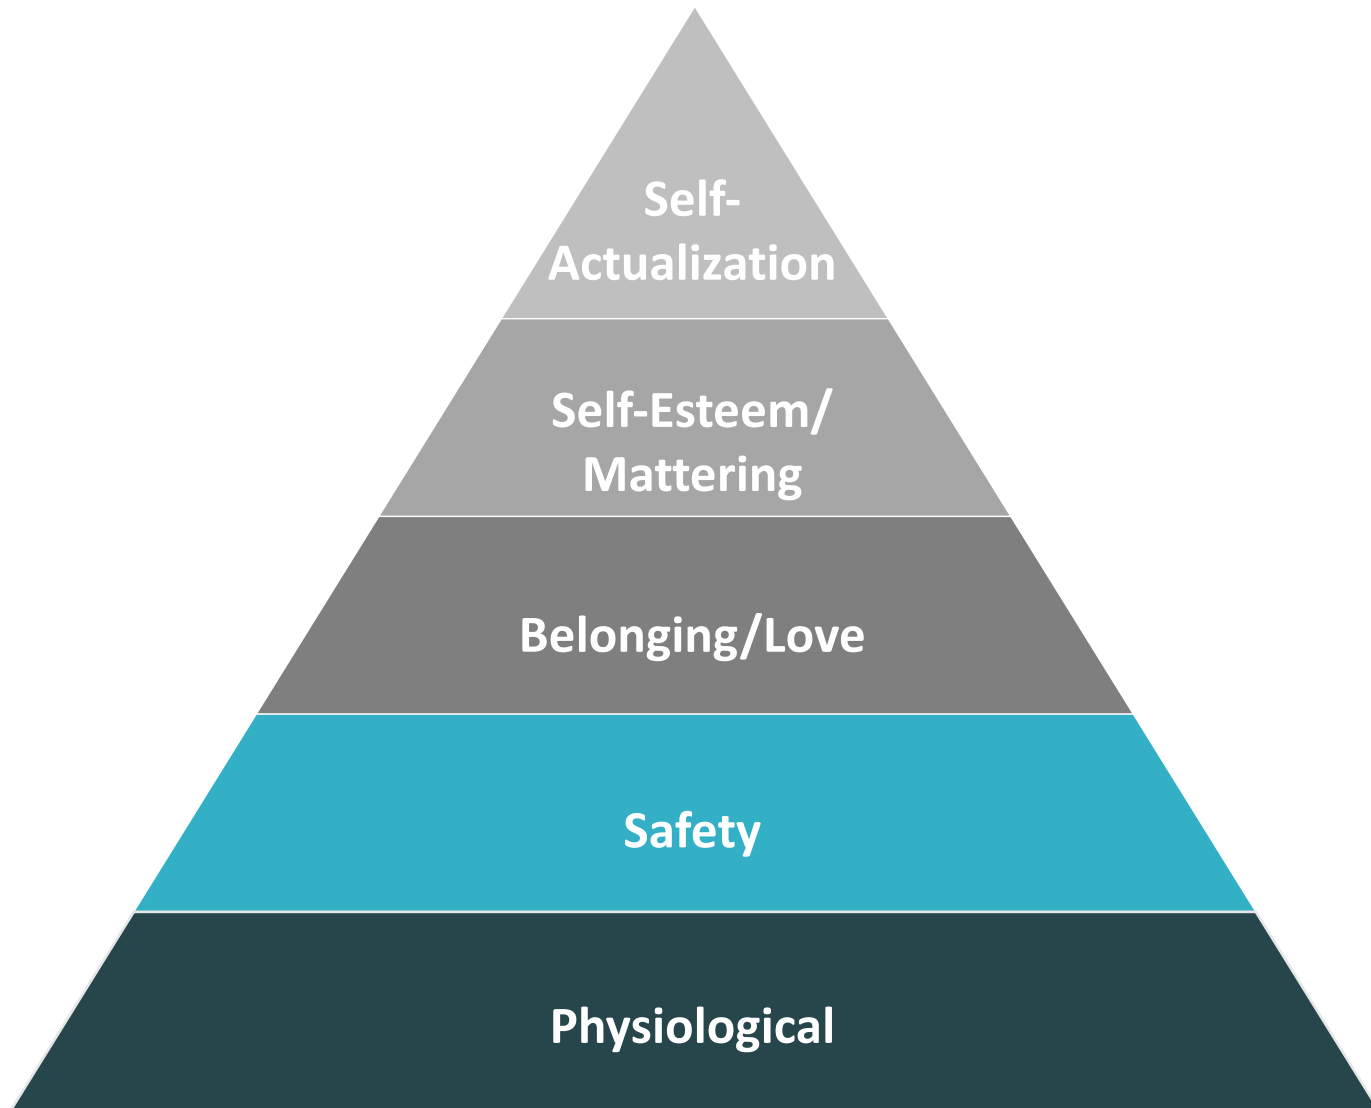 Self-
Actualization
Self-Esteem/
Mattering
Belonging/Love
Safety
Physiological